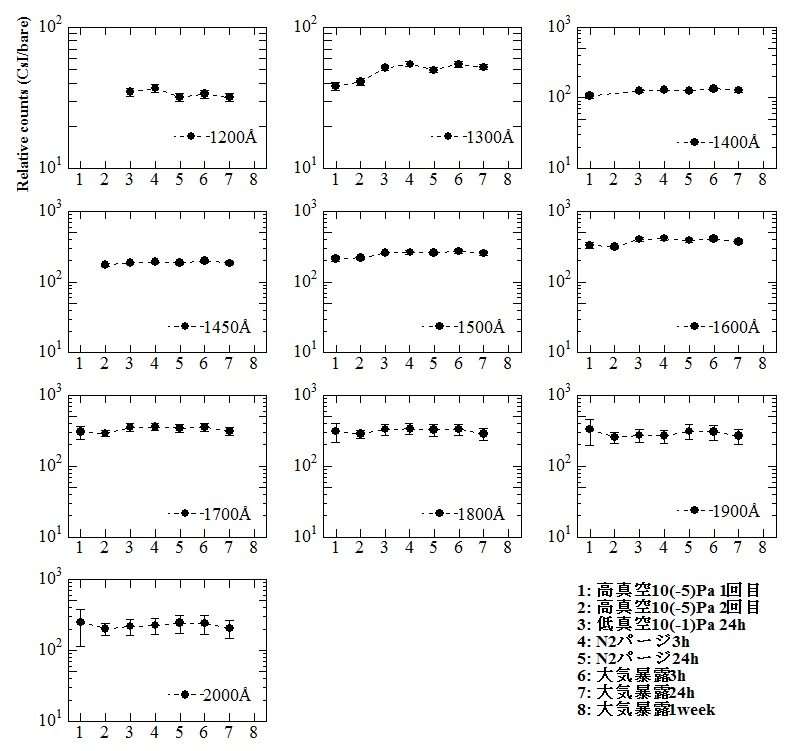 Relative counts (CsI/bare)
10² 10² 10³
1200Å 1300Å 1400Å
10¹ 10¹ 10¹
10²
1 2 3 4 5 6 7 8 1 2 3 4 5 6 7 8 1 2 3 4 5 6 7 8
10³ 10³ 10³
10² 10² 10²
1450Å 1500Å 1600Å
10¹ 10¹ 10¹
1 2 3 4 5 6 7 8 1 2 3 4 5 6 7 8 1 2 3 4 5 6 7 8
10³ 10³ 10³
10² 10² 10²
1700Å 1800Å 1900Å
10¹ 10¹ 10¹
1 2 3 4 5 6 7 8 1 2 3 4 5 6 7 8 1 2 3 4 5 6 7 8
10³
10²
2000Å
10¹
1 2 3 4 5 6 7 8
1: 高真空10(-5)Pa 1回目
2: 高真空10(-5)Pa 2回目
3: 低真空10(-1)Pa 24h
4: N2パージ3h
5: N2パージ24h
6: 大気暴露3h
7: 大気暴露24h
8: 大気暴露1week